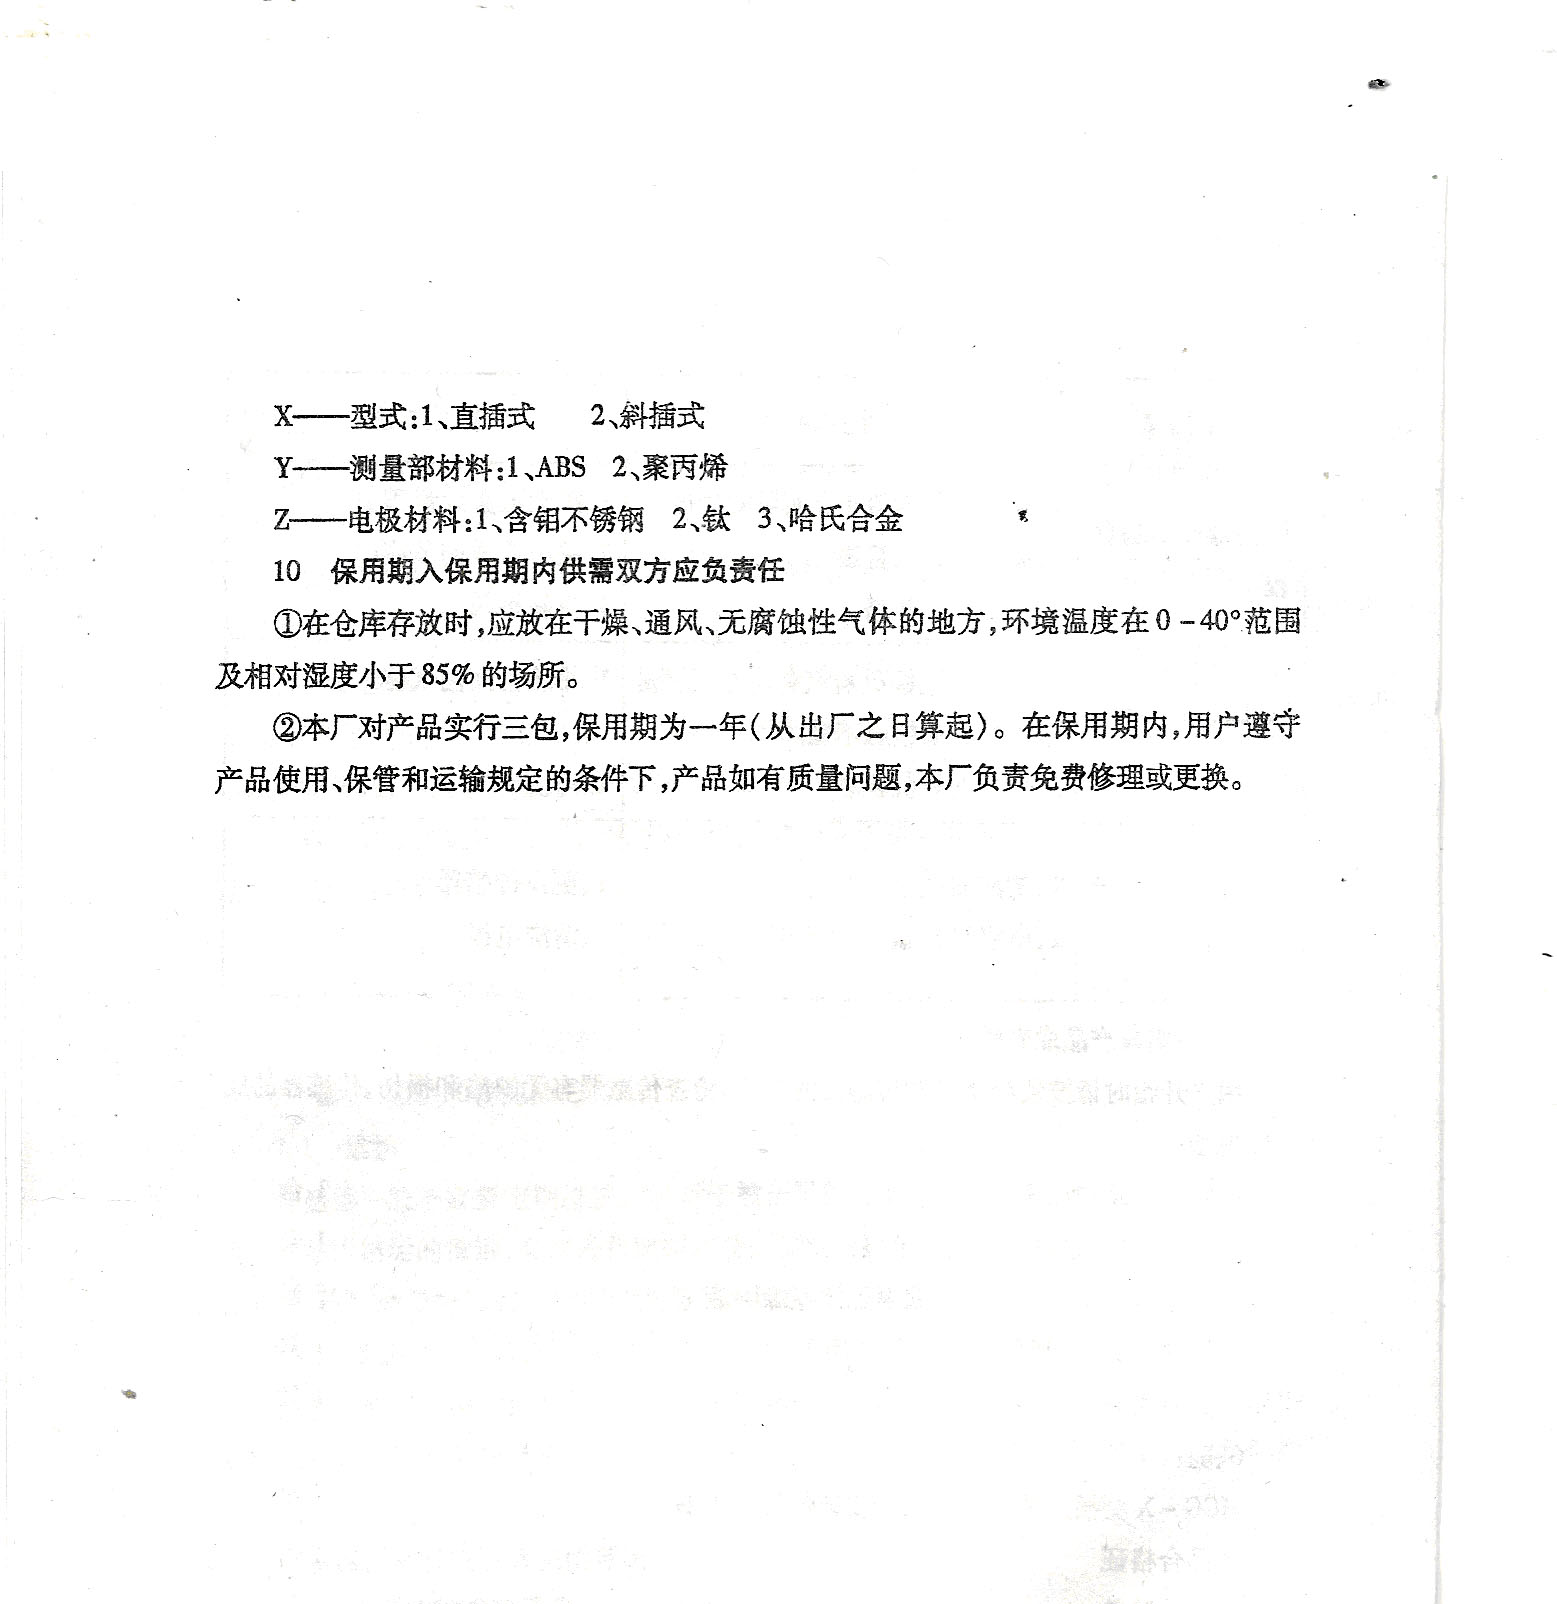 X——型式:1、直插式 2、斜插式
Y——测量部材料:1、ABS 2、聚丙烯
Z——电极材料:1、含钼不锈钢 2、钛 3、哈氏合金
10 保用期入保用期内供需双方应负责任
①在仓库存放时,应放在干燥、通风、无腐蚀性气体的地方,环境温度在0-40°范围
及相对湿度小于85%的场所。
②本厂对产品实行三包,保用期为一年(从出厂之日算起)。在保用期内,用户遵守
产品使用、保管和运输规定的条件下,产品如有质量问题,本厂负责免费修理或更换。